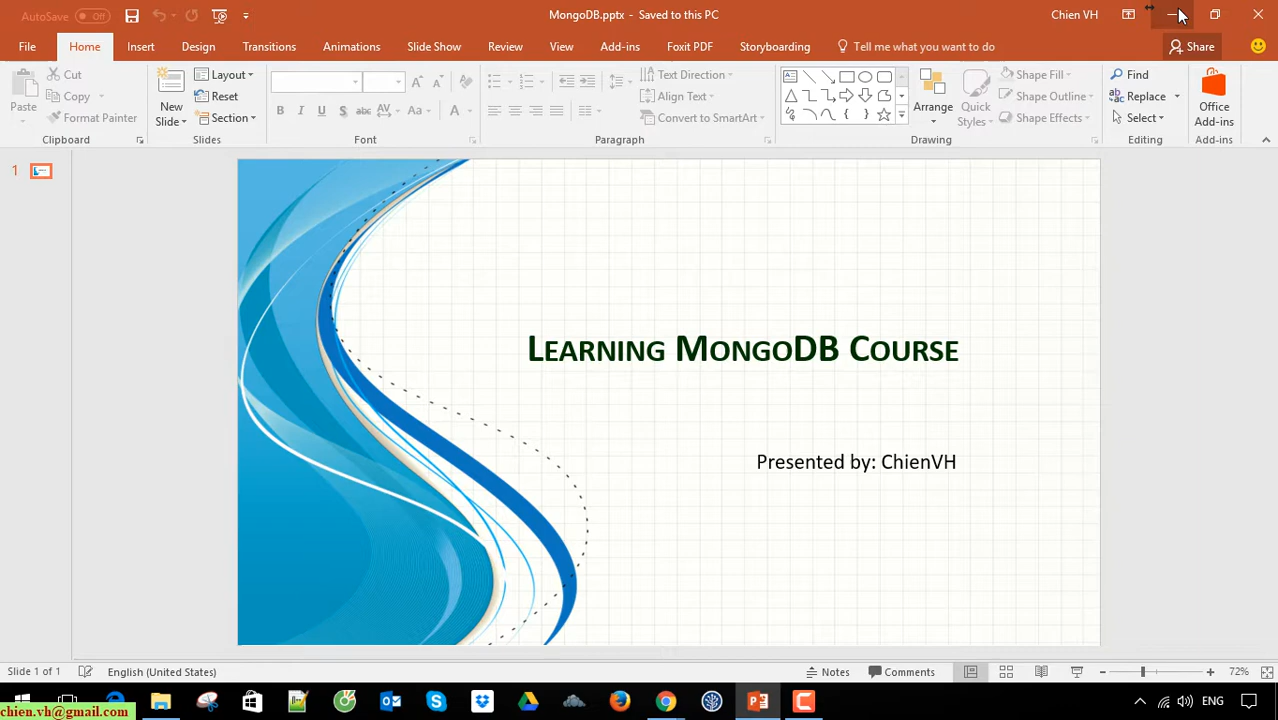 AutoSave Off MongoDB.pptx - Saved to this PC Chien VH
File Home Insert Design Transitions Animations Slide Show Review View Add-ins Foxit PDF Storyboarding Tell me what you want to do Share
Paste
Cut
Copy
Format Painter
Clipboard
New Slide
Layout
Reset
Section
Slides
B I U S abc AV Aa A
Font
Text Direction
Align Text
Convert to SmartArt
Paragraph
Arrange
Quick Styles
Shape Fill
Shape Outline
Shape Effects
Drawing
Find
Replace
Select
Editing
Office Add-ins
Add-ins
1
LEARNING MONGODB COURSE
Presented by: ChienVH
Slide 1 of 1 English (United States) Notes Comments 72%
chien.vh@gmail.com
ENG